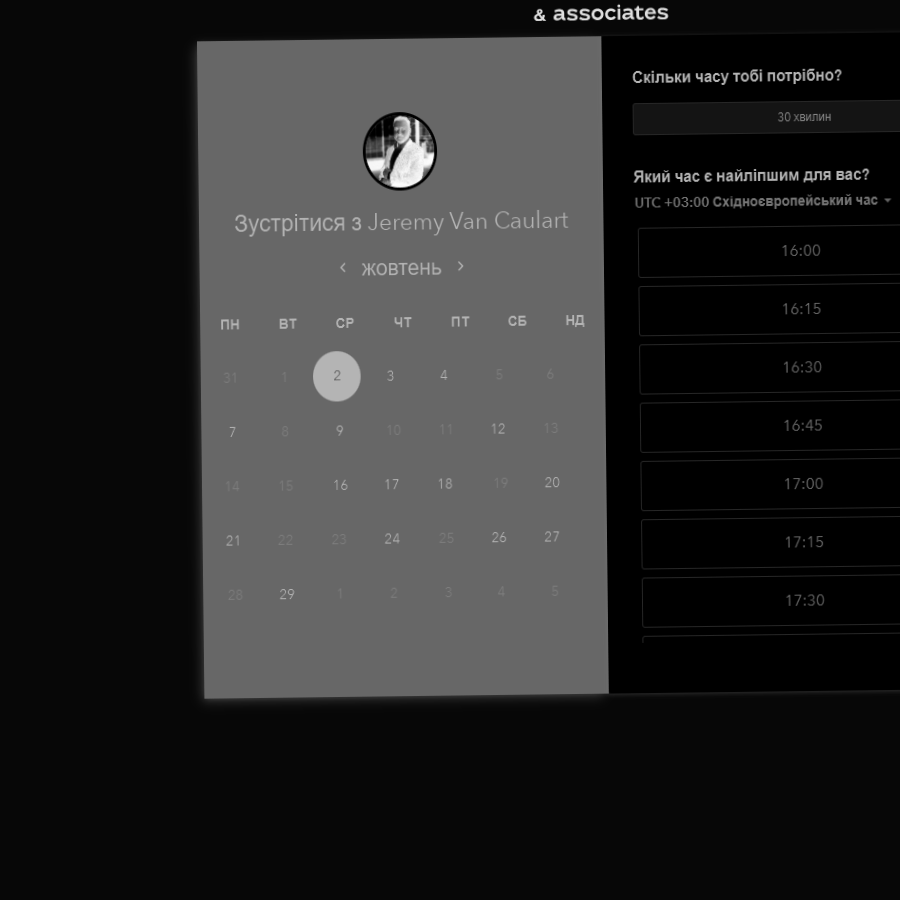 & associates
Зустрітися з Jeremy Van Caulart
‹ жовтень ›
ПН ВТ СР ЧТ ПТ СБ НД
31 1 2 3 4 5 6
7 8 9 10 11 12 13
14 15 16 17 18 19 20
21 22 23 24 25 26 27
28 29 1 2 3 4 5
Скільки часу тобі потрібно?
30 хвилин
Який час є найліпшим для вас?
UTC +03:00 Східноєвропейський час
16:00
16:15
16:30
16:45
17:00
17:15
17:30